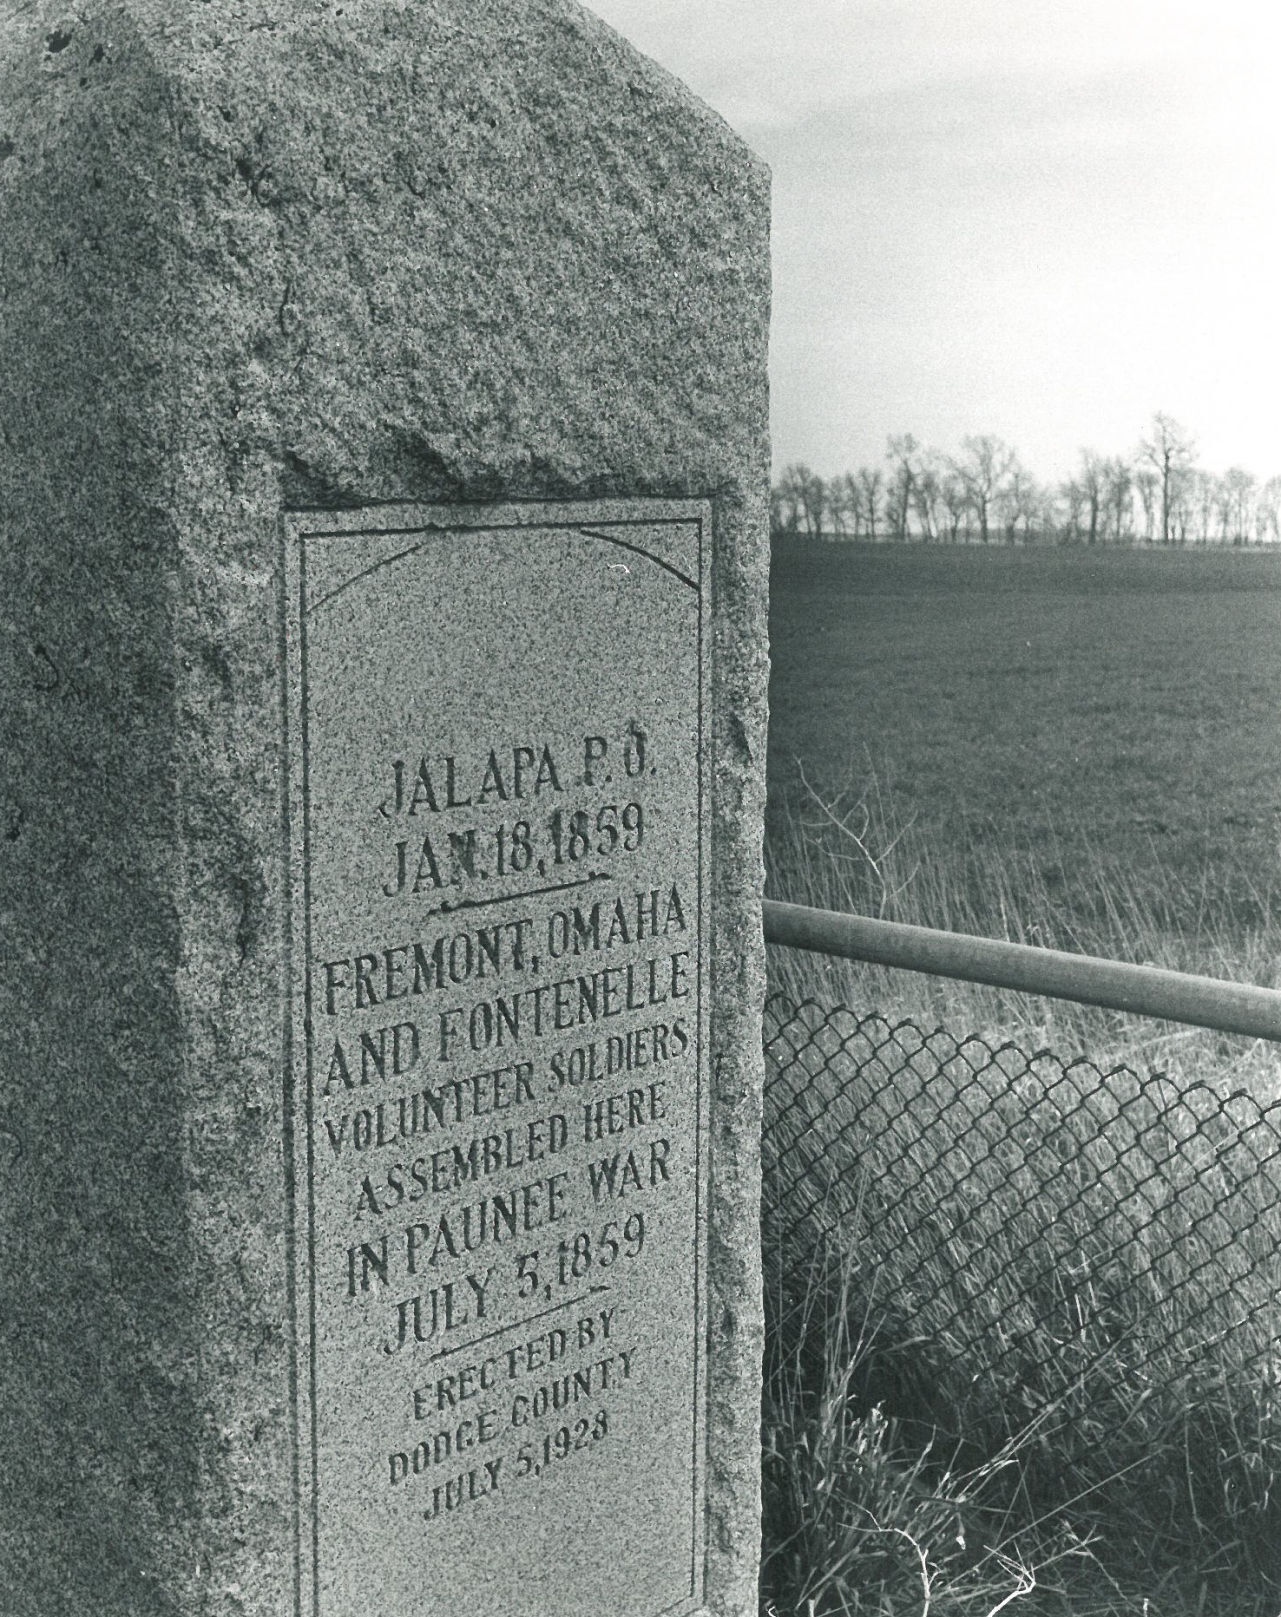 JALAPA P.O.
JAN. 18, 1859
FREMONT, OMAHA
AND FONTENELLE
VOLUNTEER SOLDIERS
ASSEMBLED HERE
IN PAUNEE WAR
JULY 5, 1859
ERECTED BY
DODGE COUNTY
JULY 5, 1928